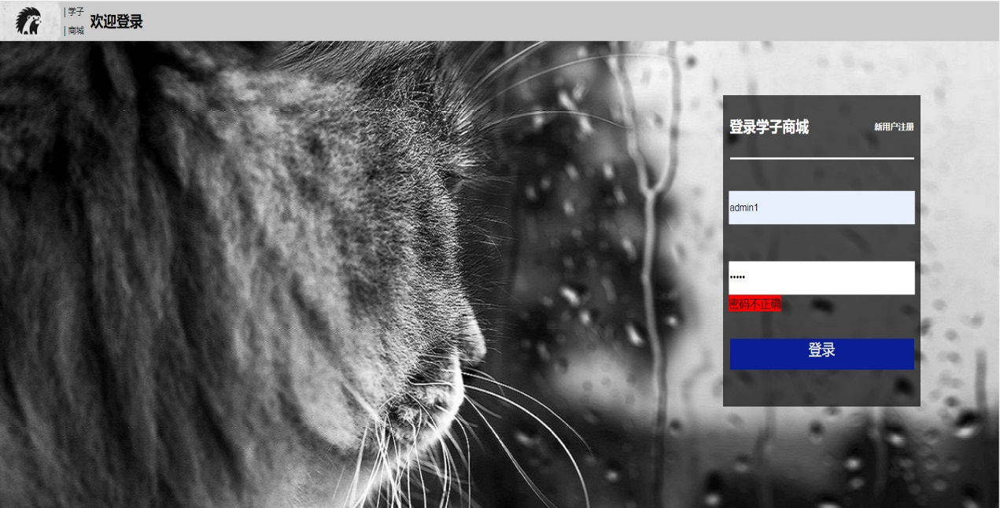 | 学子
| 商城
欢迎登录
登录学子商城
新用户注册
admin1
•••••
密码不正确
登录